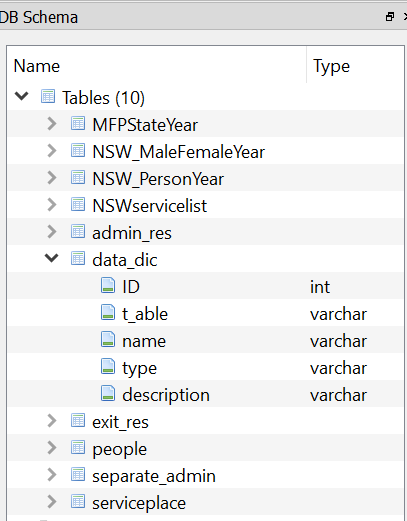 DB Schema
Name Type
Tables (10)
MFPStateYear
NSW_MaleFemaleYear
NSW_PersonYear
NSWservicelist
admin_res
data_dic
ID int
t_able varchar
name varchar
type varchar
description varchar
exit_res
people
separate_admin
serviceplace